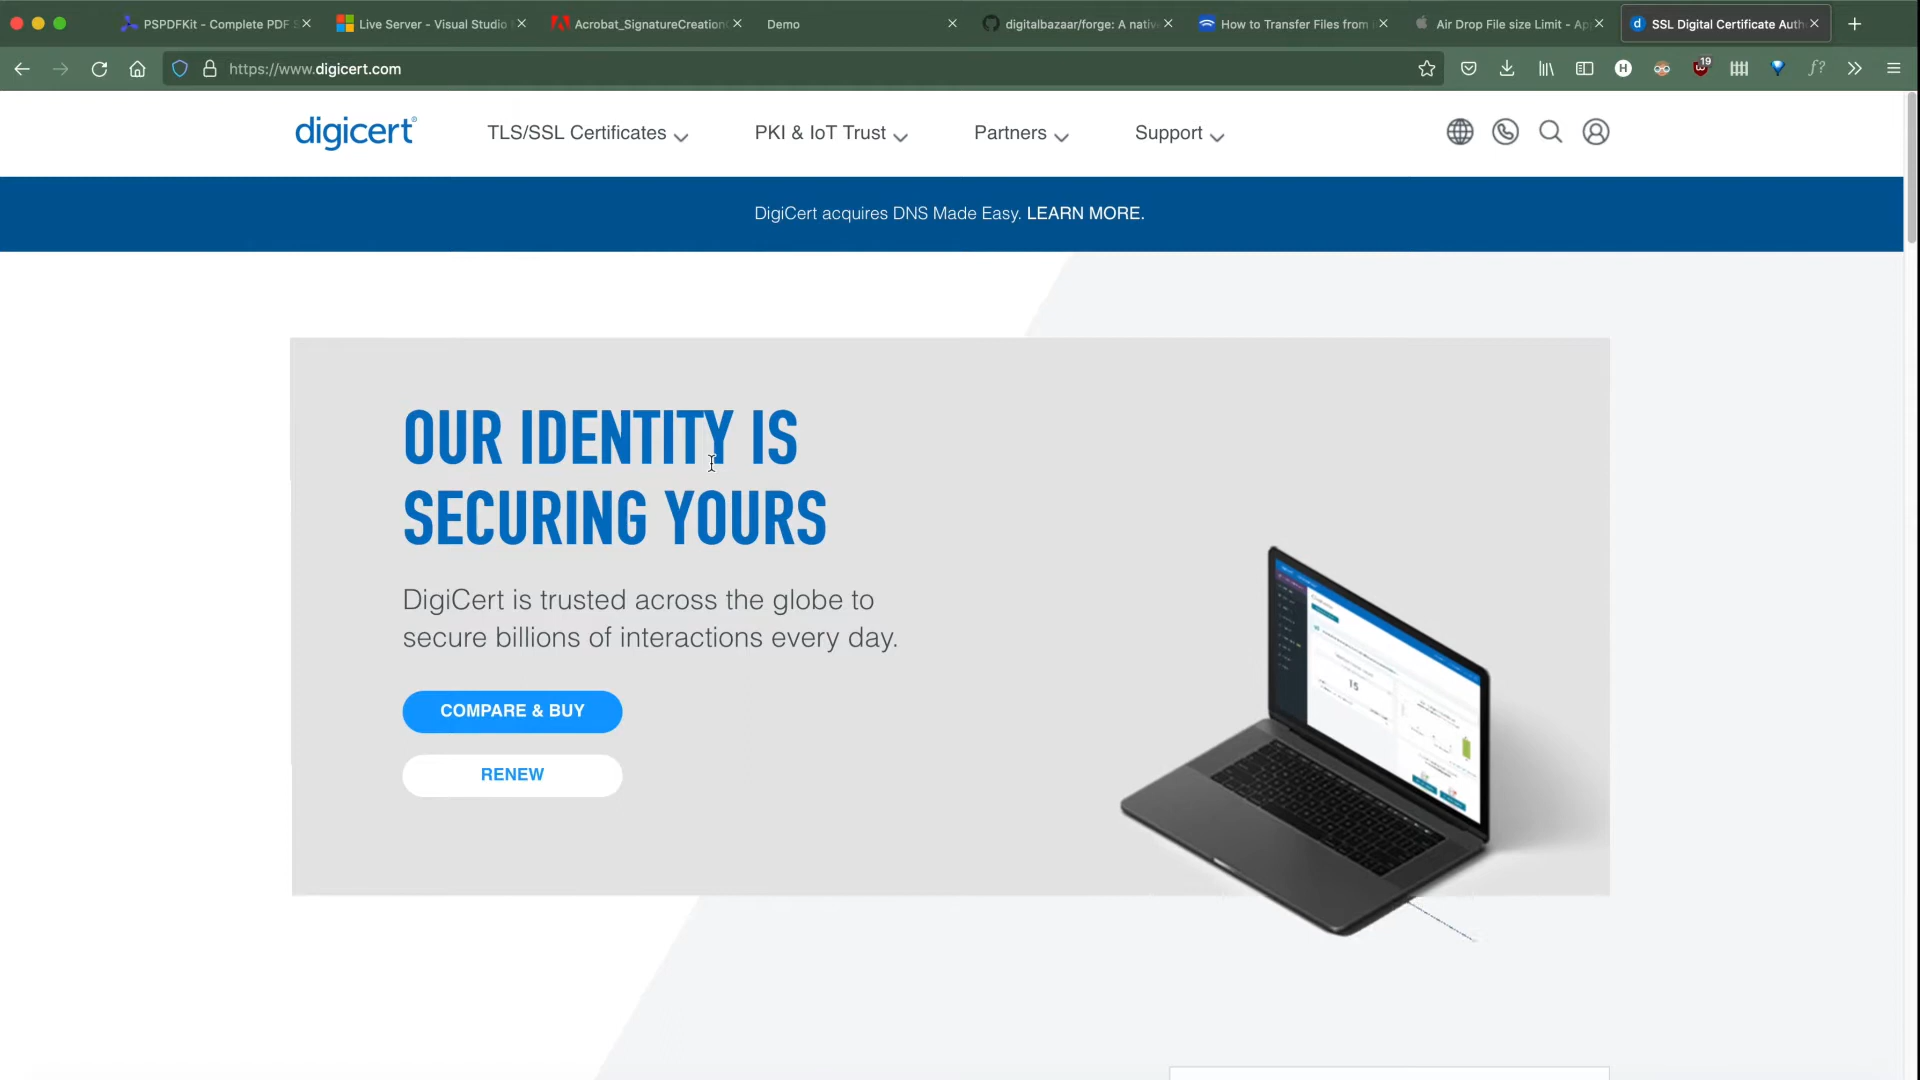 PSPDFKit - Complete PDF S
Live Server - Visual Studio
Acrobat_SignatureCreation
Demo
digitalbazaar/forge: A nativ
How to Transfer Files from
Air Drop File size Limit - Ap
SSL Digital Certificate Auth
https://www.digicert.com
H
19
f?
digicert®
TLS/SSL Certificates
PKI & IoT Trust
Partners
Support
DigiCert acquires DNS Made Easy. LEARN MORE.
OUR IDENTITY IS
SECURING YOURS
DigiCert is trusted across the globe to
secure billions of interactions every day.
COMPARE & BUY
RENEW
15